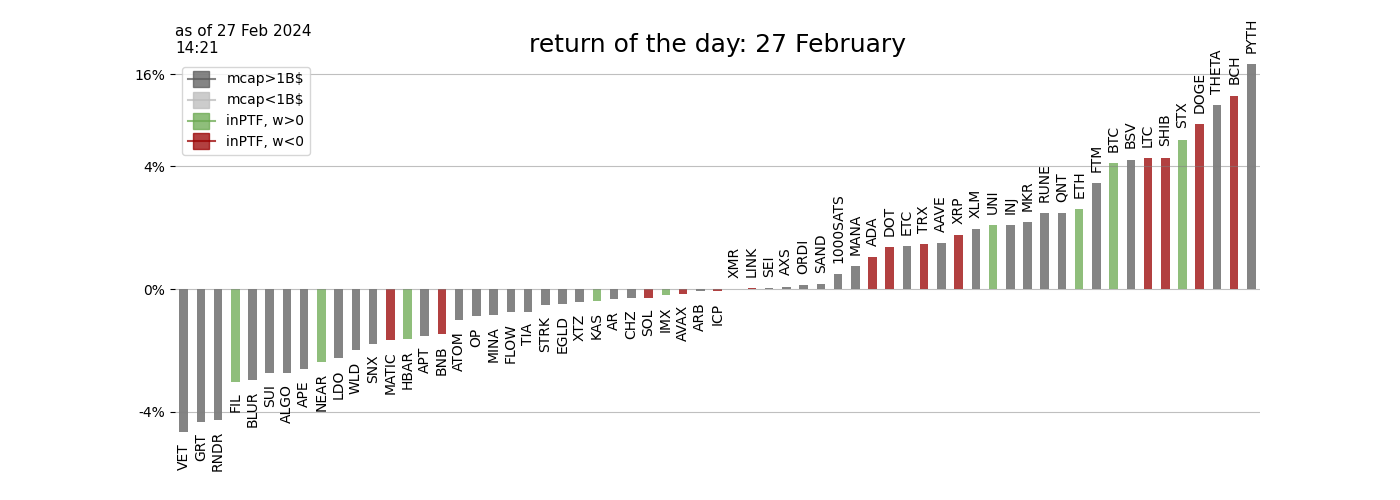 as of 27 Feb 2024
14:21
return of the day: 27 February
16%
4%
0%
-4%
mcap>1B$
mcap<1B$
inPTF, w>0
inPTF, w<0
VET
GRT
RNDR
FIL
BLUR
SUI
ALGO
APE
NEAR
LDO
WLD
SNX
MATIC
HBAR
APT
BNB
ATOM
OP
MINA
FLOW
TIA
STRK
EGLD
XTZ
KAS
AR
CHZ
SOL
IMX
AVAX
ARB
ICP
XMR
LINK
SEI
AXS
ORDI
SAND
1000SATS
MANA
ADA
DOT
ETC
TRX
AAVE
XRP
XLM
UNI
INJ
MKR
RUNE
QNT
ETH
FTM
BTC
BSV
LTC
SHIB
STX
DOGE
THETA
BCH
PYTH